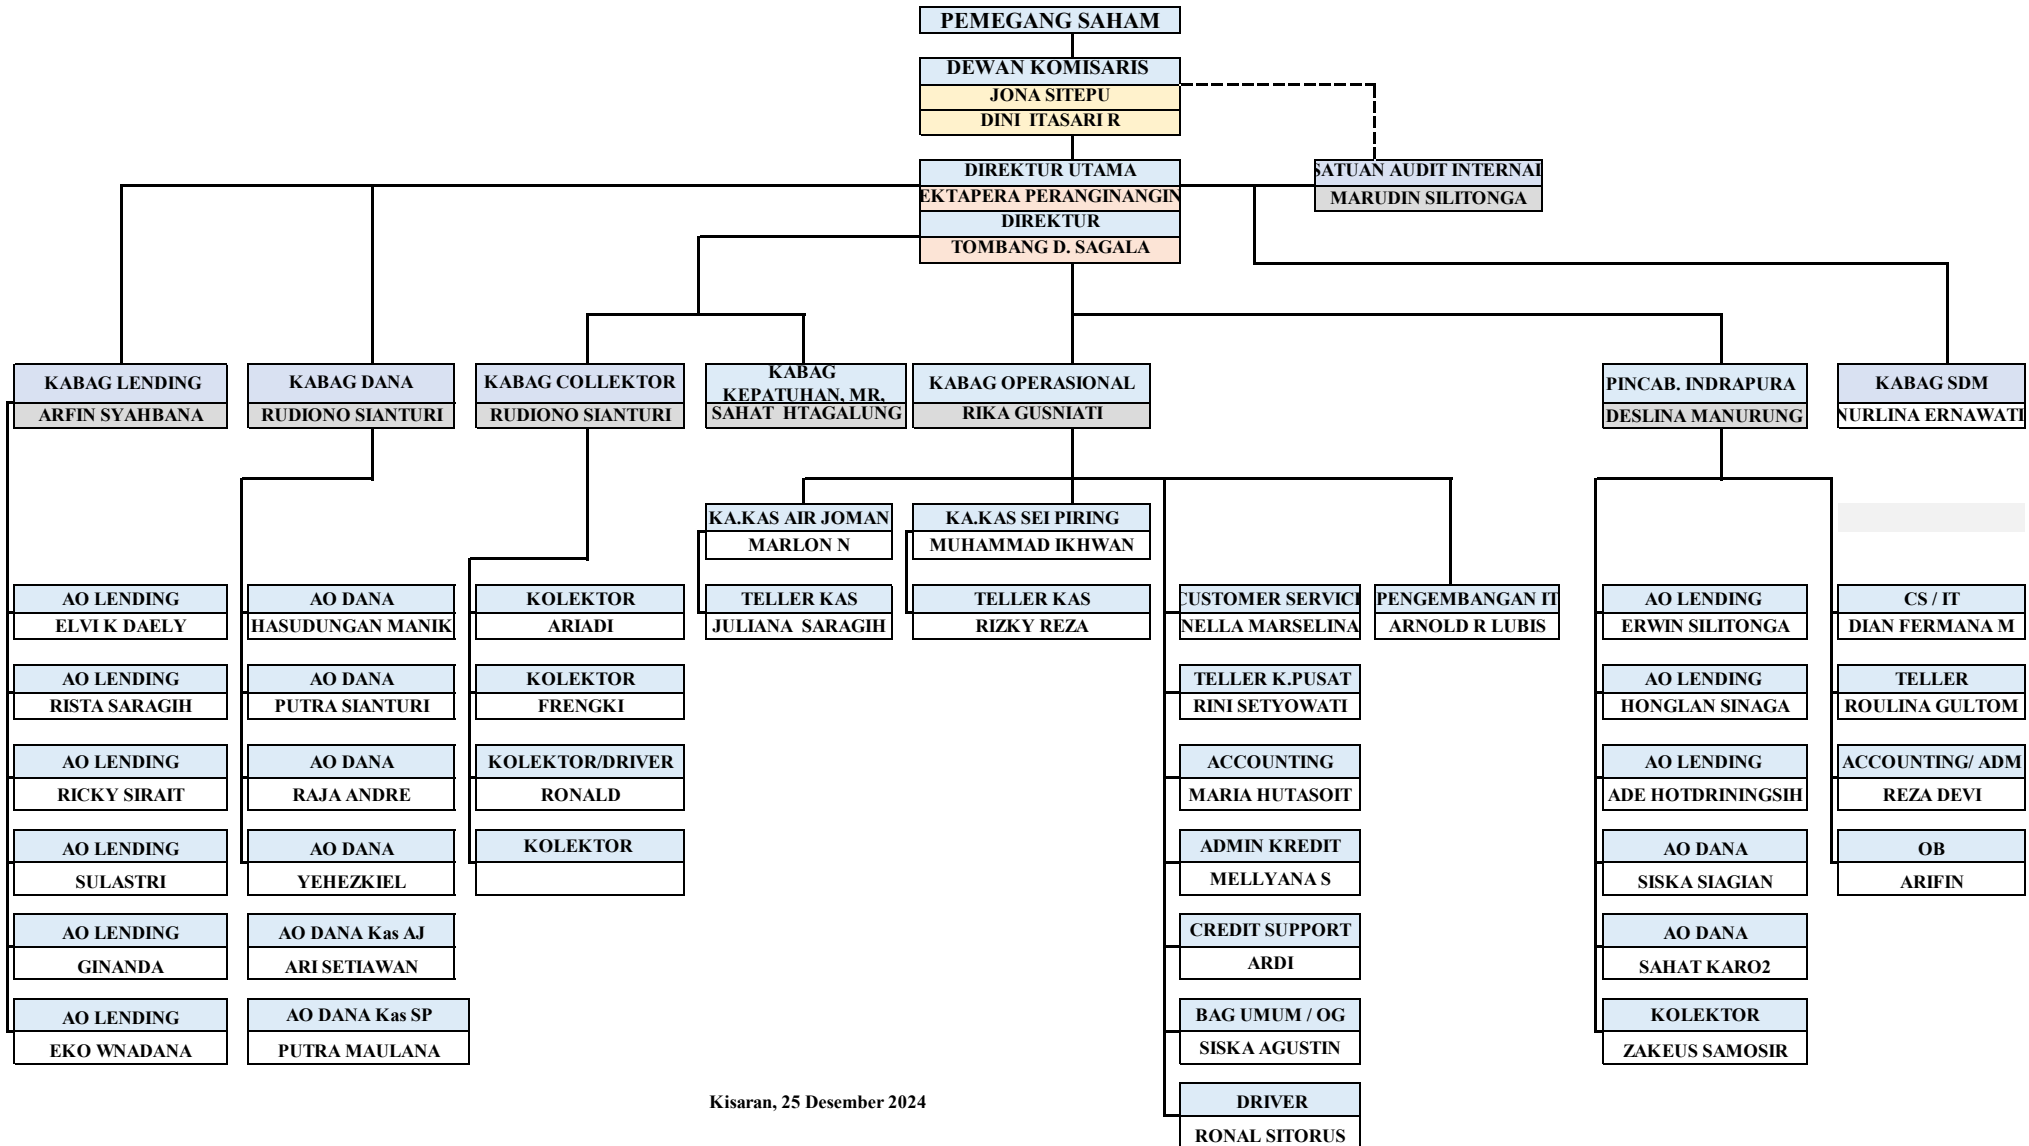 PEMEGANG SAHAM
DEWAN KOMISARIS
JONA SITEPU
DINI ITASARI R
DIREKTUR UTAMA
EKTAPERA PERANGINANGIN
DIREKTUR
TOMBANG D. SAGALA
SATUAN AUDIT INTERNAL
MARUDIN SILITONGA
KABAG LENDING
ARFIN SYAHBANA
KABAG DANA
RUDIONO SIANTURI
KABAG COLLEKTOR
RUDIONO SIANTURI
KABAG
KEPATUHAN, MR,
SAHAT HTAGALUNG
KABAG OPERASIONAL
RIKA GUSNIATI
PINCAB. INDRAPURA
DESLINA MANURUNG
KABAG SDM
NURLINA ERNAWATI
KA.KAS AIR JOMAN
MARLON N
KA.KAS SEI PIRING
MUHAMMAD IKHWAN
AO LENDING
ELVI K DAELY
AO LENDING
RISTA SARAGIH
AO LENDING
RICKY SIRAIT
AO LENDING
SULASTRI
AO LENDING
GINANDA
AO LENDING
EKO WNADANA
AO DANA
HASUDUNGAN MANIK
AO DANA
PUTRA SIANTURI
AO DANA
RAJA ANDRE
AO DANA
YEHEZKIEL
AO DANA Kas AJ
ARI SETIAWAN
AO DANA Kas SP
PUTRA MAULANA
KOLEKTOR
ARIADI
KOLEKTOR
FRENGKI
KOLEKTOR/DRIVER
RONALD
KOLEKTOR
TELLER KAS
JULIANA SARAGIH
TELLER KAS
RIZKY REZA
CUSTOMER SERVICE
NELLA MARSELINA
TELLER K.PUSAT
RINI SETYOWATI
ACCOUNTING
MARIA HUTASOIT
ADMIN KREDIT
MELLYANA S
CREDIT SUPPORT
ARDI
BAG UMUM / OG
SISKA AGUSTIN
DRIVER
RONAL SITORUS
PENGEMBANGAN IT
ARNOLD R LUBIS
AO LENDING
ERWIN SILITONGA
AO LENDING
HONGLAN SINAGA
AO LENDING
ADE HOTDRININGSIH
AO DANA
SISKA SIAGIAN
AO DANA
SAHAT KARO2
KOLEKTOR
ZAKEUS SAMOSIR
CS / IT
DIAN FERMANA M
TELLER
ROULINA GULTOM
ACCOUNTING/ ADM
REZA DEVI
OB
ARIFIN
Kisaran, 25 Desember 2024